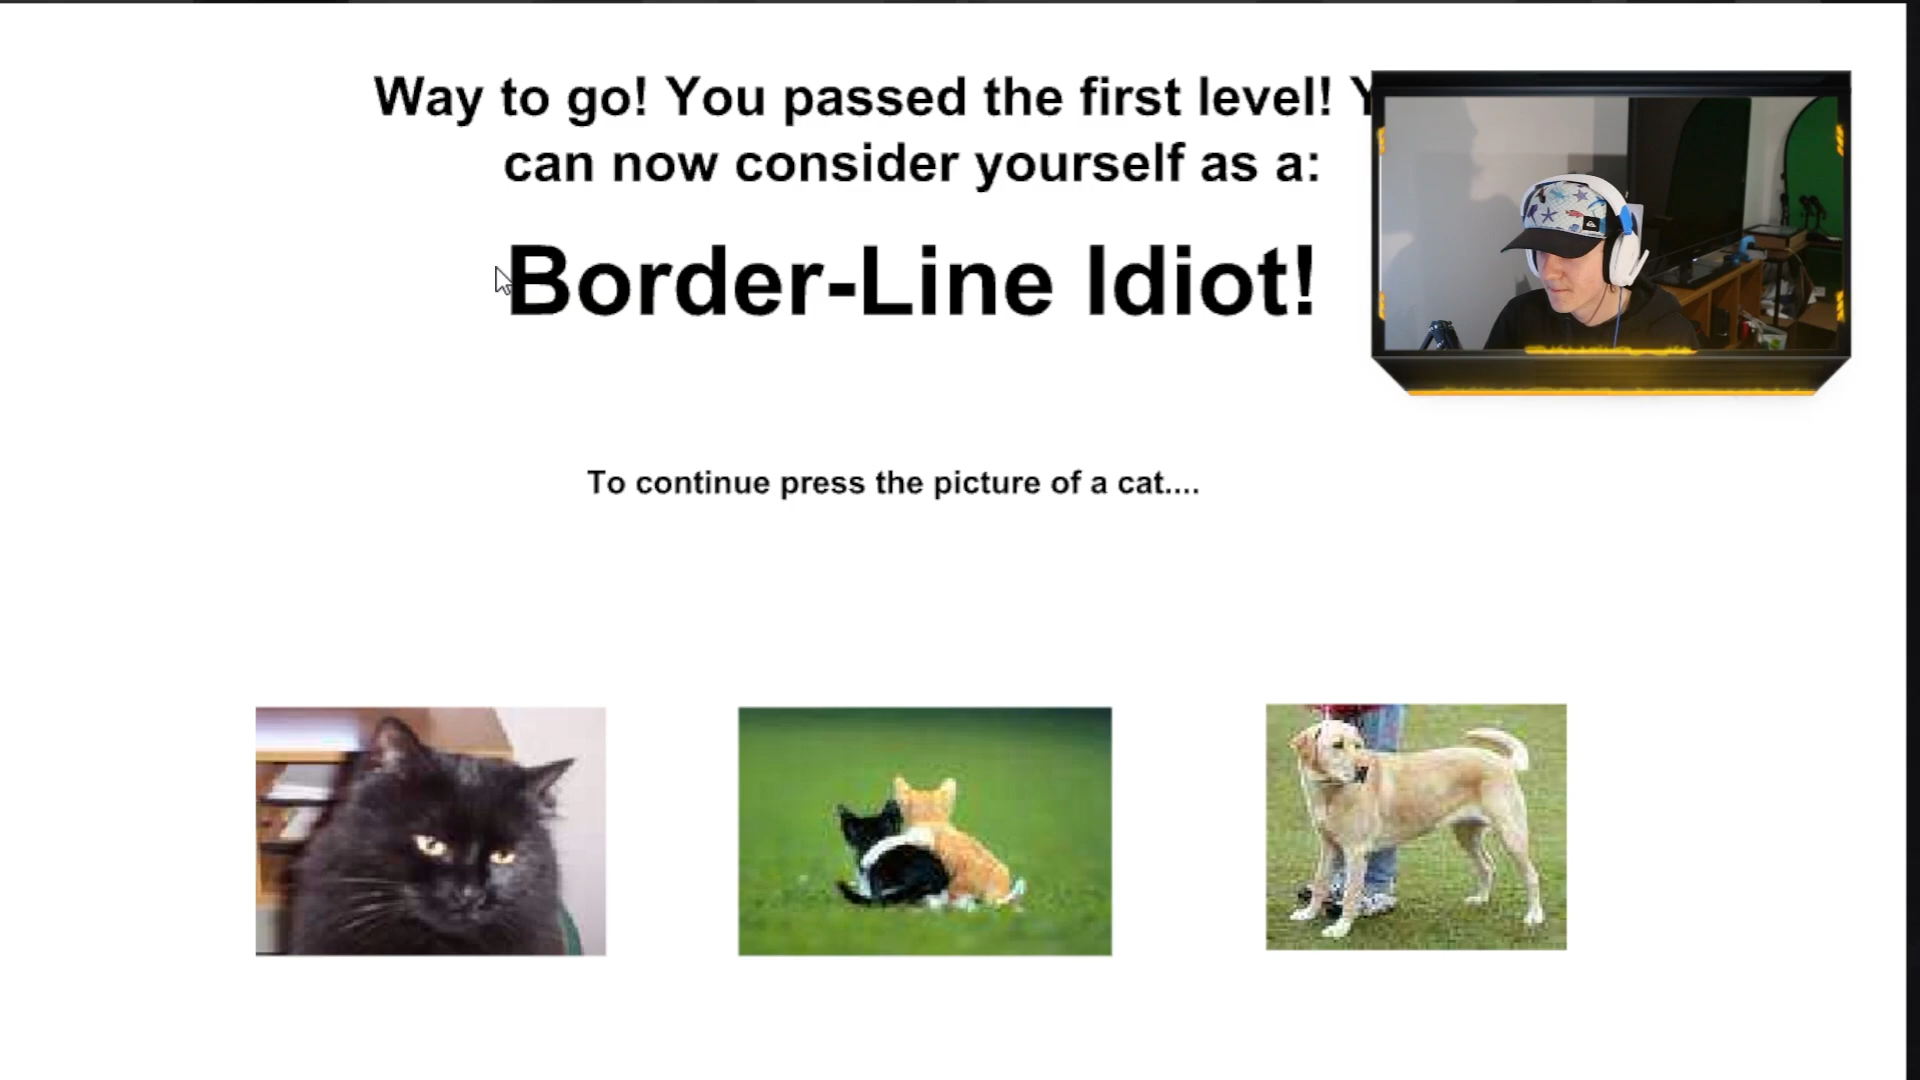 Way to go! You passed the first level!
can now consider yourself as a:
Border-Line Idiot!
To continue press the picture of a cat....